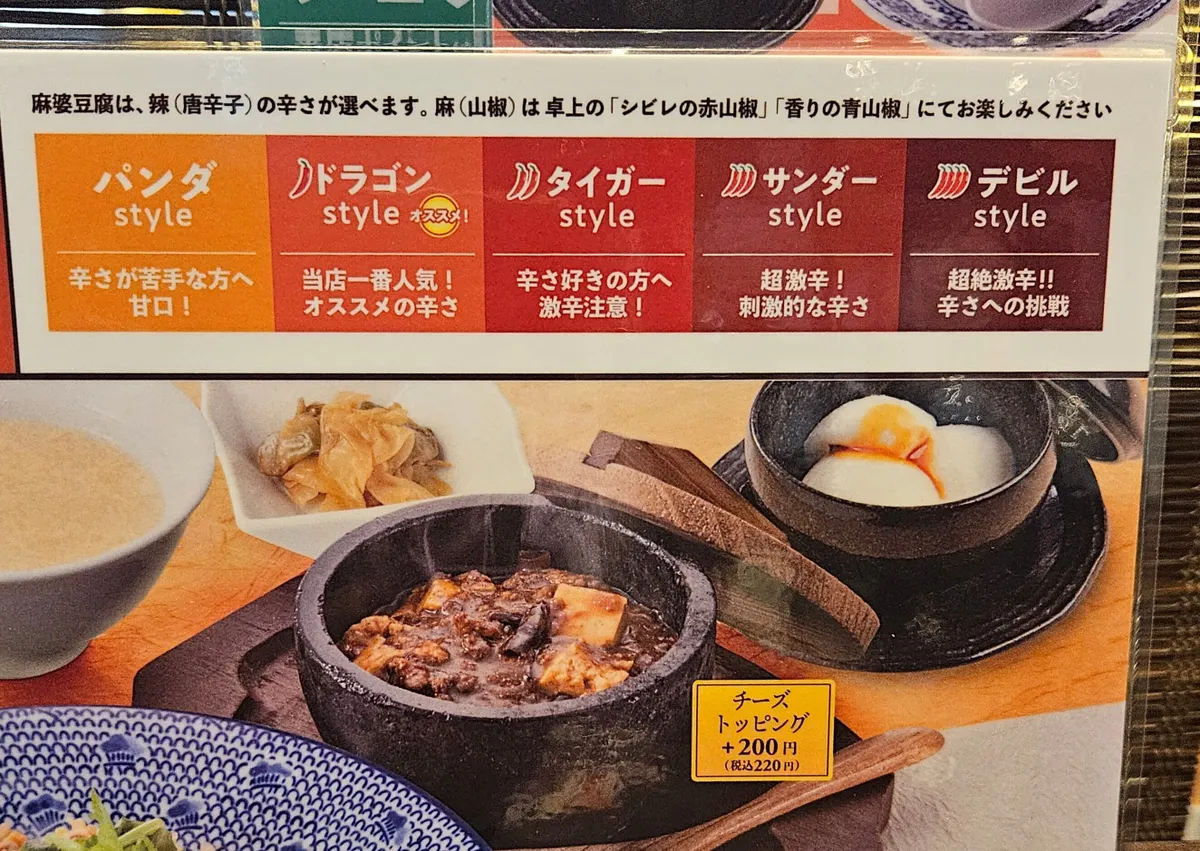 麻婆豆腐は、辣(唐辛子)の辛さが選べます。麻(山椒)は卓上の「シビレの赤山椒」「香りの青山椒」にてお楽しみください
パンダ
style
辛さが苦手な方へ
甘口!
ドラゴン
style オススメ!
当店一番人気!
オススメの辛さ
タイガー
style
辛さ好きの方へ
激辛注意!
サンダー
style
超激辛!
刺激的な辛さ
デビル
style
超絶激辛!!
辛さへの挑戦
チーズ
トッピング
+200円
(税込220円)